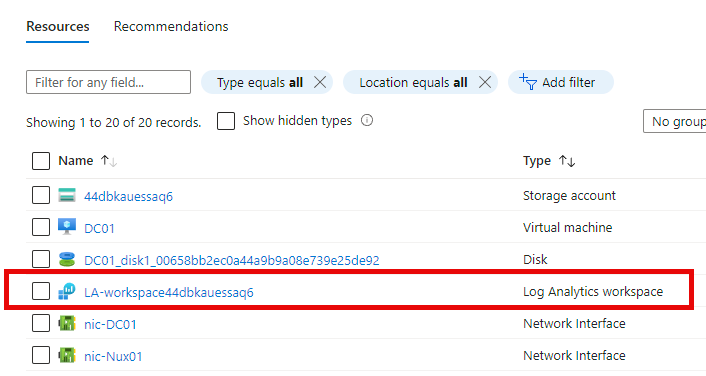 Resources Recommendations
Filter for any field... Type equals all Location equals all Add filter
Showing 1 to 20 of 20 records. Show hidden types No group
Name Type
44dbkauessaq6 Storage account
DC01 Virtual machine
DC01_disk1_00658bb2ec0a44a9b9a08e739e25de92 Disk
LA-workspace44dbkauessaq6 Log Analytics workspace
nic-DC01 Network Interface
nic-Nux01 Network Interface